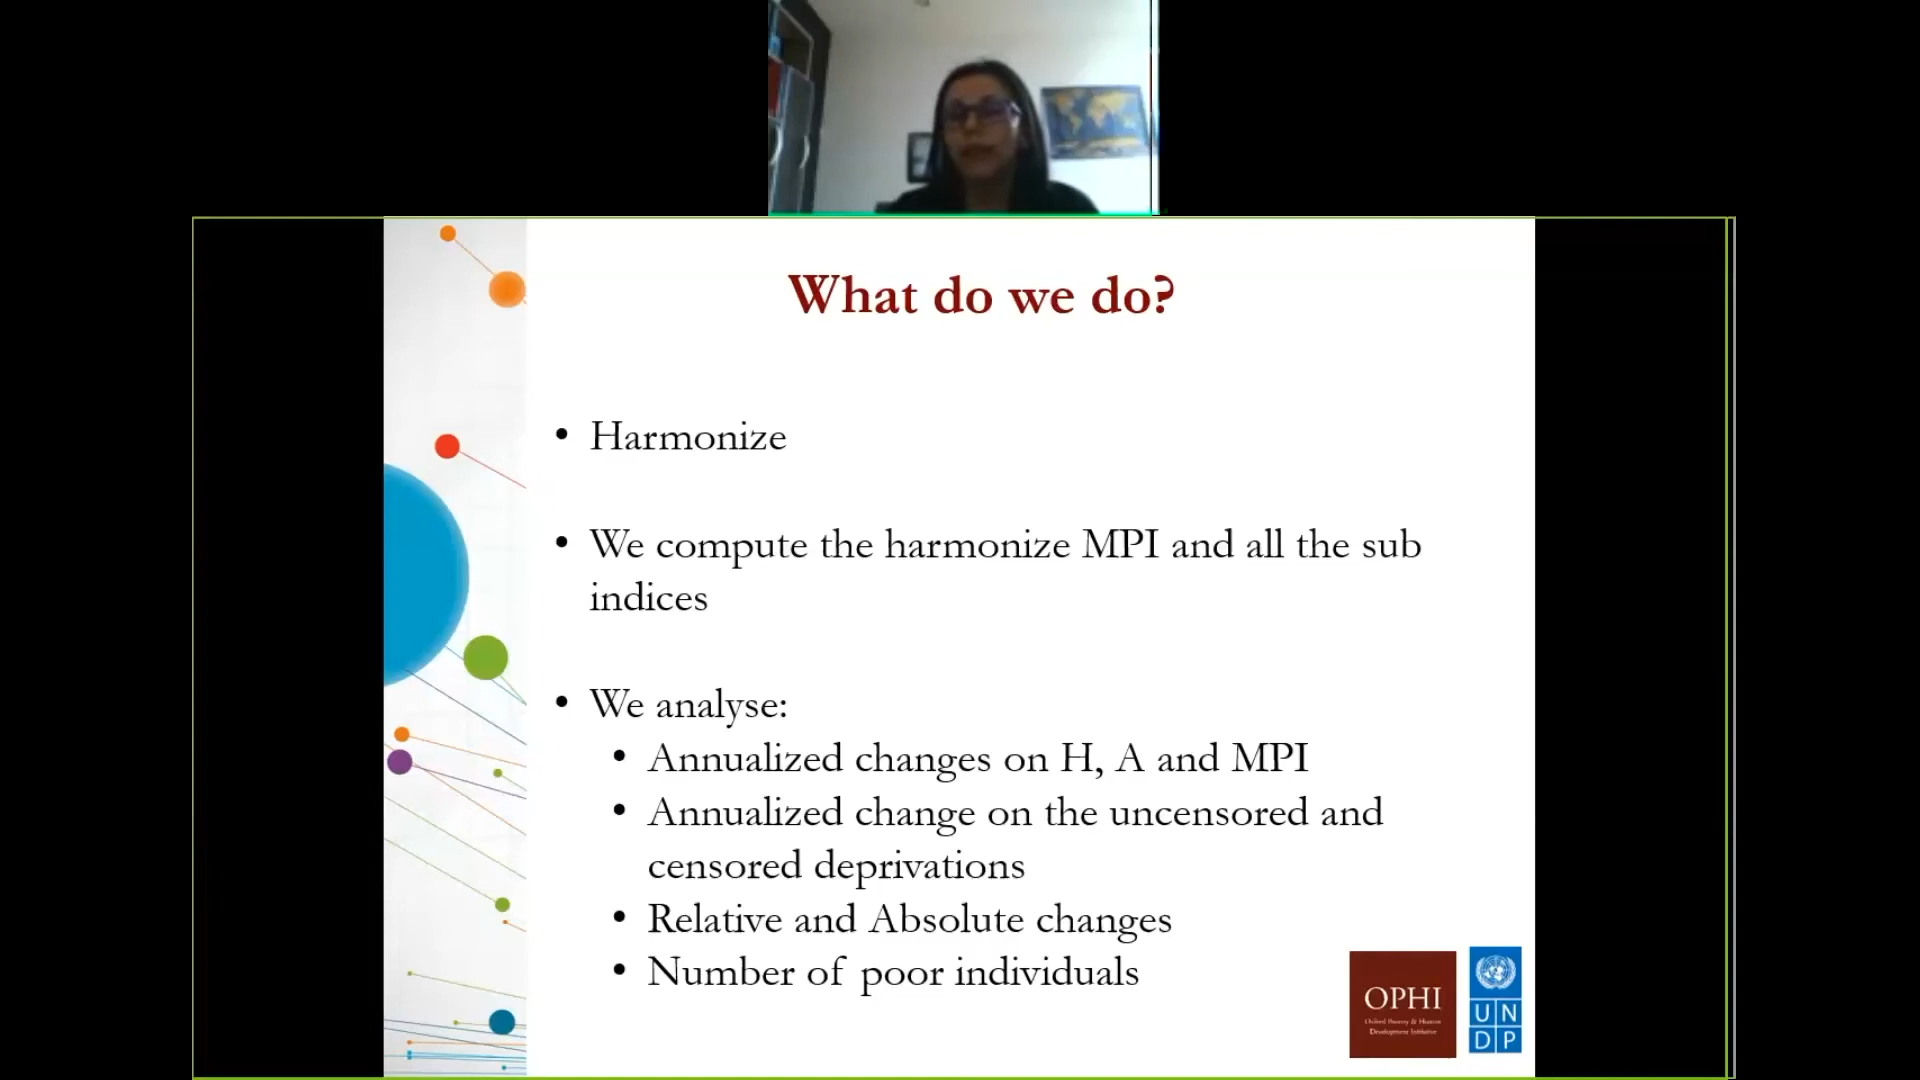 What do we do?
• Harmonize
• We compute the harmonize MPI and all the sub
indices
• We analyse:
• Annualized changes on H, A and MPI
• Annualized change on the uncensored and
censored deprivations
• Relative and Absolute changes
• Number of poor individuals
OPHI
Oxford Poverty & Human
Development Initiative
UN
DP